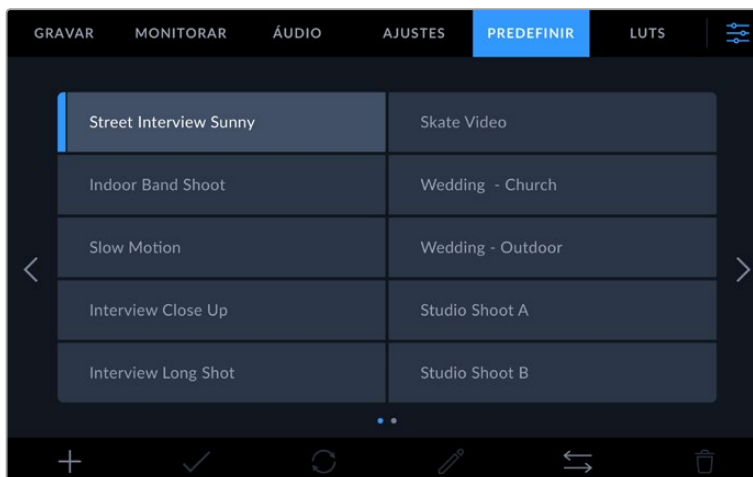 GRAVAR MONITORAR ÁUDIO AJUSTES PREDEFINIR LUTS
Street Interview Sunny Skate Video
Indoor Band Shoot Wedding - Church
Slow Motion Wedding - Outdoor
Interview Close Up Studio Shoot A
Interview Long Shot Studio Shoot B